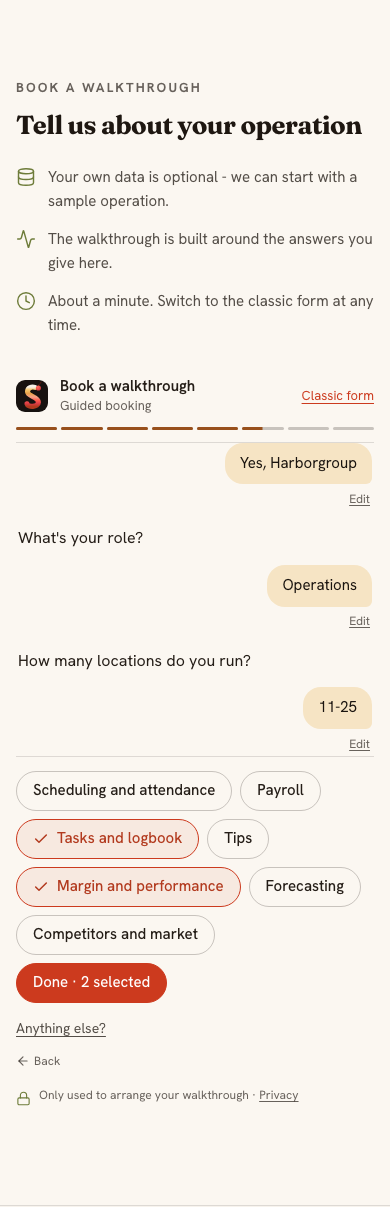 BOOK A WALKTHROUGH
Tell us about your operation
Your own data is optional - we can start with a
sample operation.
The walkthrough is built around the answers you
give here.
About a minute. Switch to the classic form at any
time.
Book a walkthrough
Guided booking
Classic form
Yes, Harborgroup
Edit
What's your role?
Operations
Edit
How many locations do you run?
11-25
Edit
Scheduling and attendance
Payroll
Tasks and logbook
Tips
Margin and performance
Forecasting
Competitors and market
Done · 2 selected
Anything else?
Back
Only used to arrange your walkthrough · Privacy